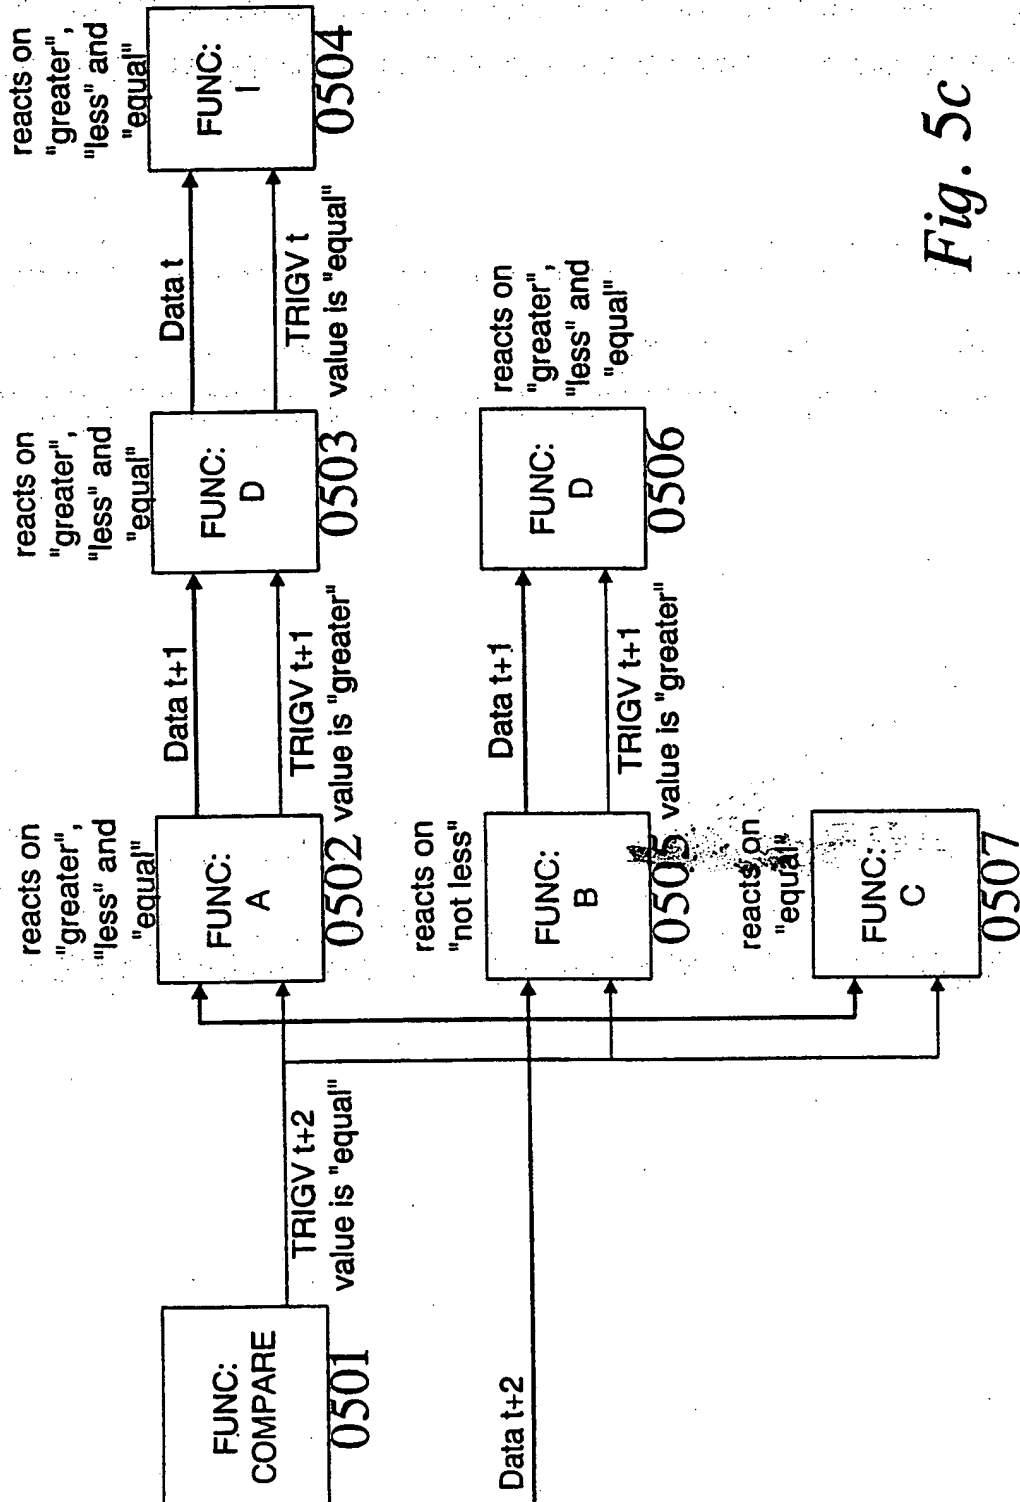 FUNC:
COMPARE
0501
TRIGV t+2
value is "equal"
Data t+2
reacts on
"greater",
"less" and
"equal"
FUNC:
A
0502
Data t+1
TRIGV t+1
value is "greater"
reacts on
"greater",
"less" and
"equal"
FUNC:
D
0503
Data t
TRIGV t
value is "equal"
reacts on
"greater",
"less" and
"equal"
FUNC:
I
0504
reacts on
"not less"
FUNC:
B
0505
Data t+1
TRIGV t+1
value is "greater"
reacts on
"greater",
"less" and
"equal"
FUNC:
D
0506
reacts on
"equal"
FUNC:
C
0507
Fig. 5c